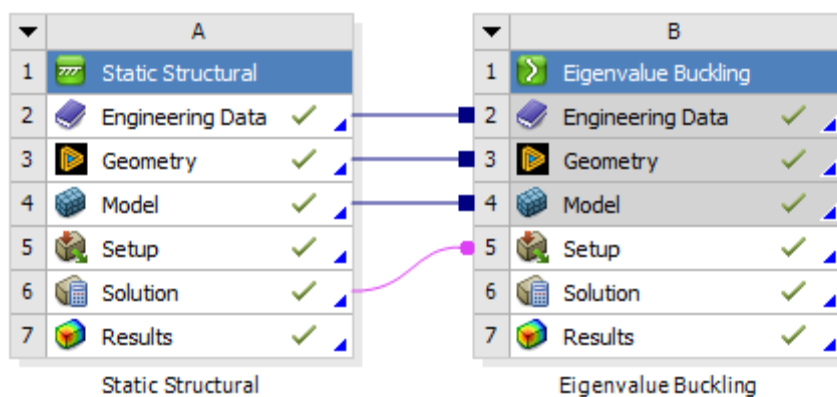 A
1 Static Structural
2 Engineering Data
3 Geometry
4 Model
5 Setup
6 Solution
7 Results
Static Structural
B
1 Eigenvalue Buckling
2 Engineering Data
3 Geometry
4 Model
5 Setup
6 Solution
7 Results
Eigenvalue Buckling